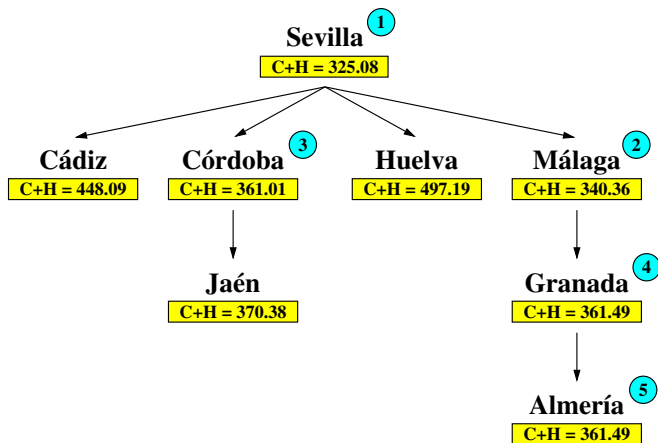 1
Sevilla
C+H = 325.08
3
2
Cádiz
Córdoba
Huelva
Málaga
C+H = 448.09
C+H = 361.01
C+H = 497.19
C+H = 340.36
4
Jaén
Granada
C+H = 370.38
C+H = 361.49
5
Almería
C+H = 361.49